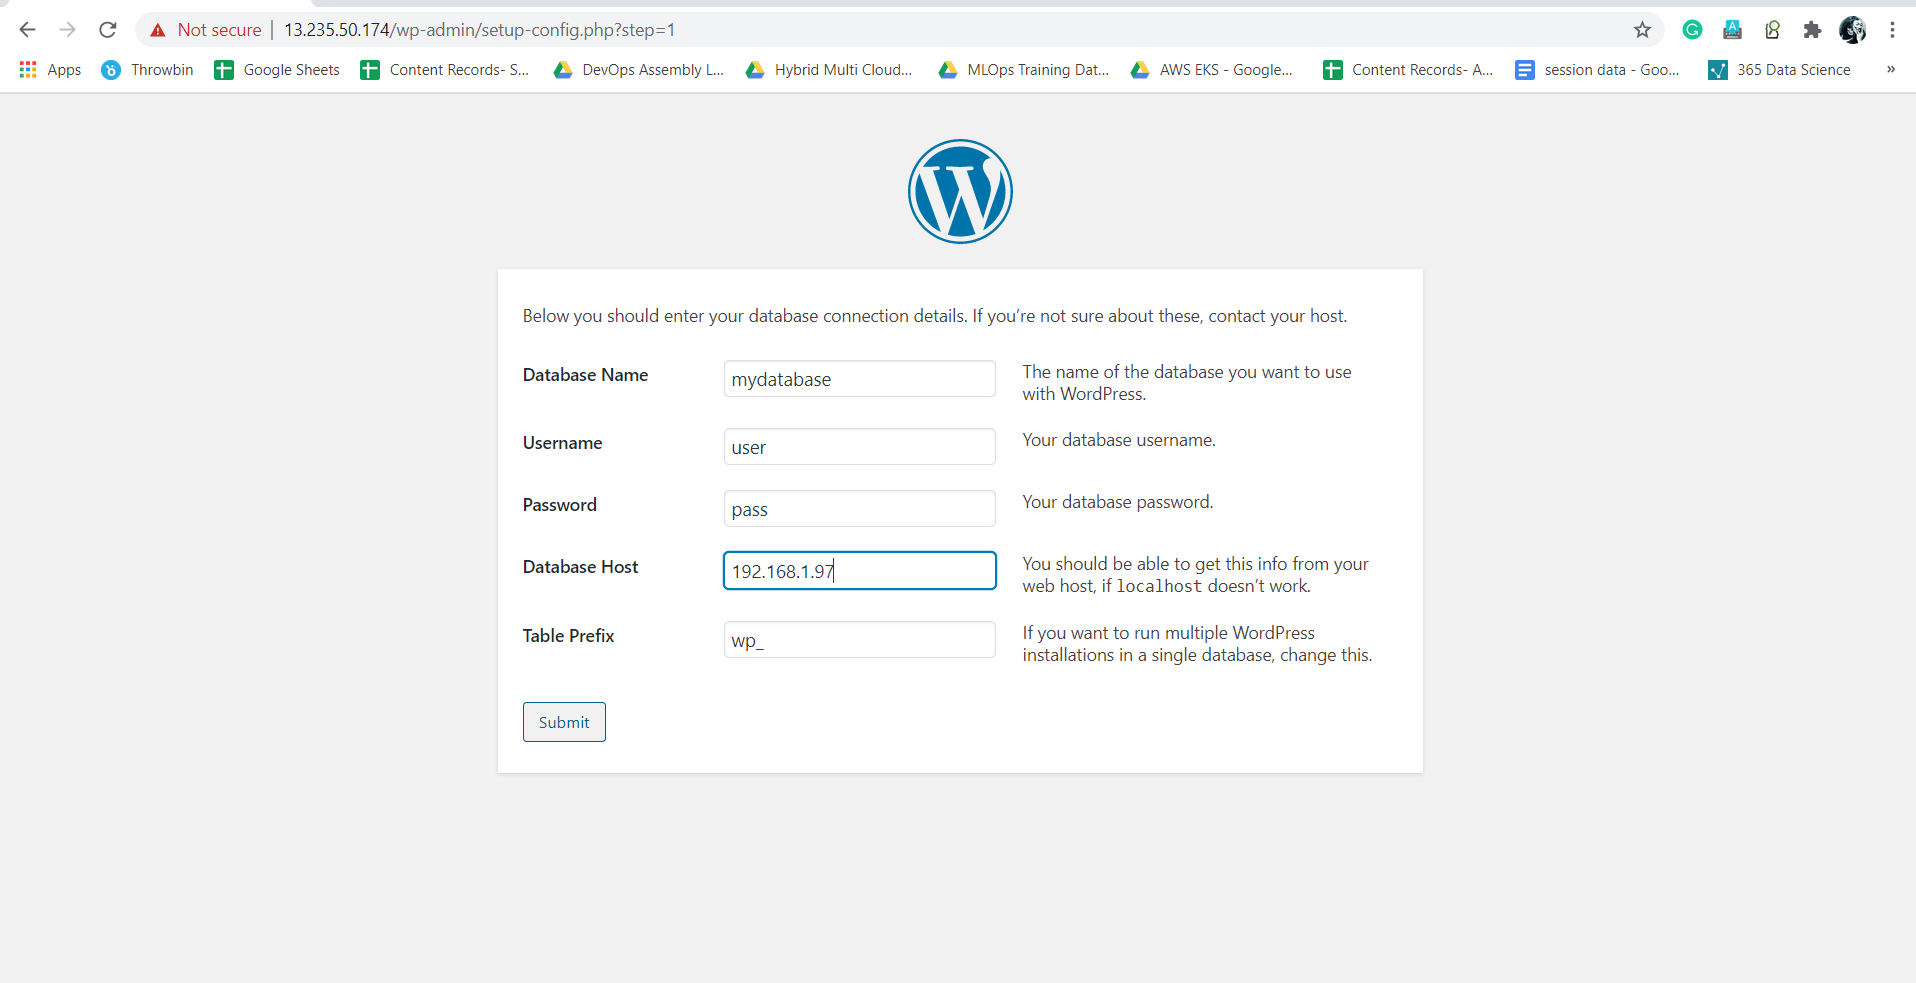 Not secure | 13.235.50.174/wp-admin/setup-config.php?step=1
Apps Throwbin Google Sheets Content Records- S... DevOps Assembly L... Hybrid Multi Cloud... MLOps Training Dat... AWS EKS - Google... Content Records- A... session data - Goo... 365 Data Science »
Below you should enter your database connection details. If you’re not sure about these, contact your host.
Database Name mydatabase The name of the database you want to use
with WordPress.
Username user Your database username.
Password pass Your database password.
Database Host 192.168.1.97 You should be able to get this info from your
web host, if localhost doesn’t work.
Table Prefix wp_ If you want to run multiple WordPress
installations in a single database, change this.
Submit